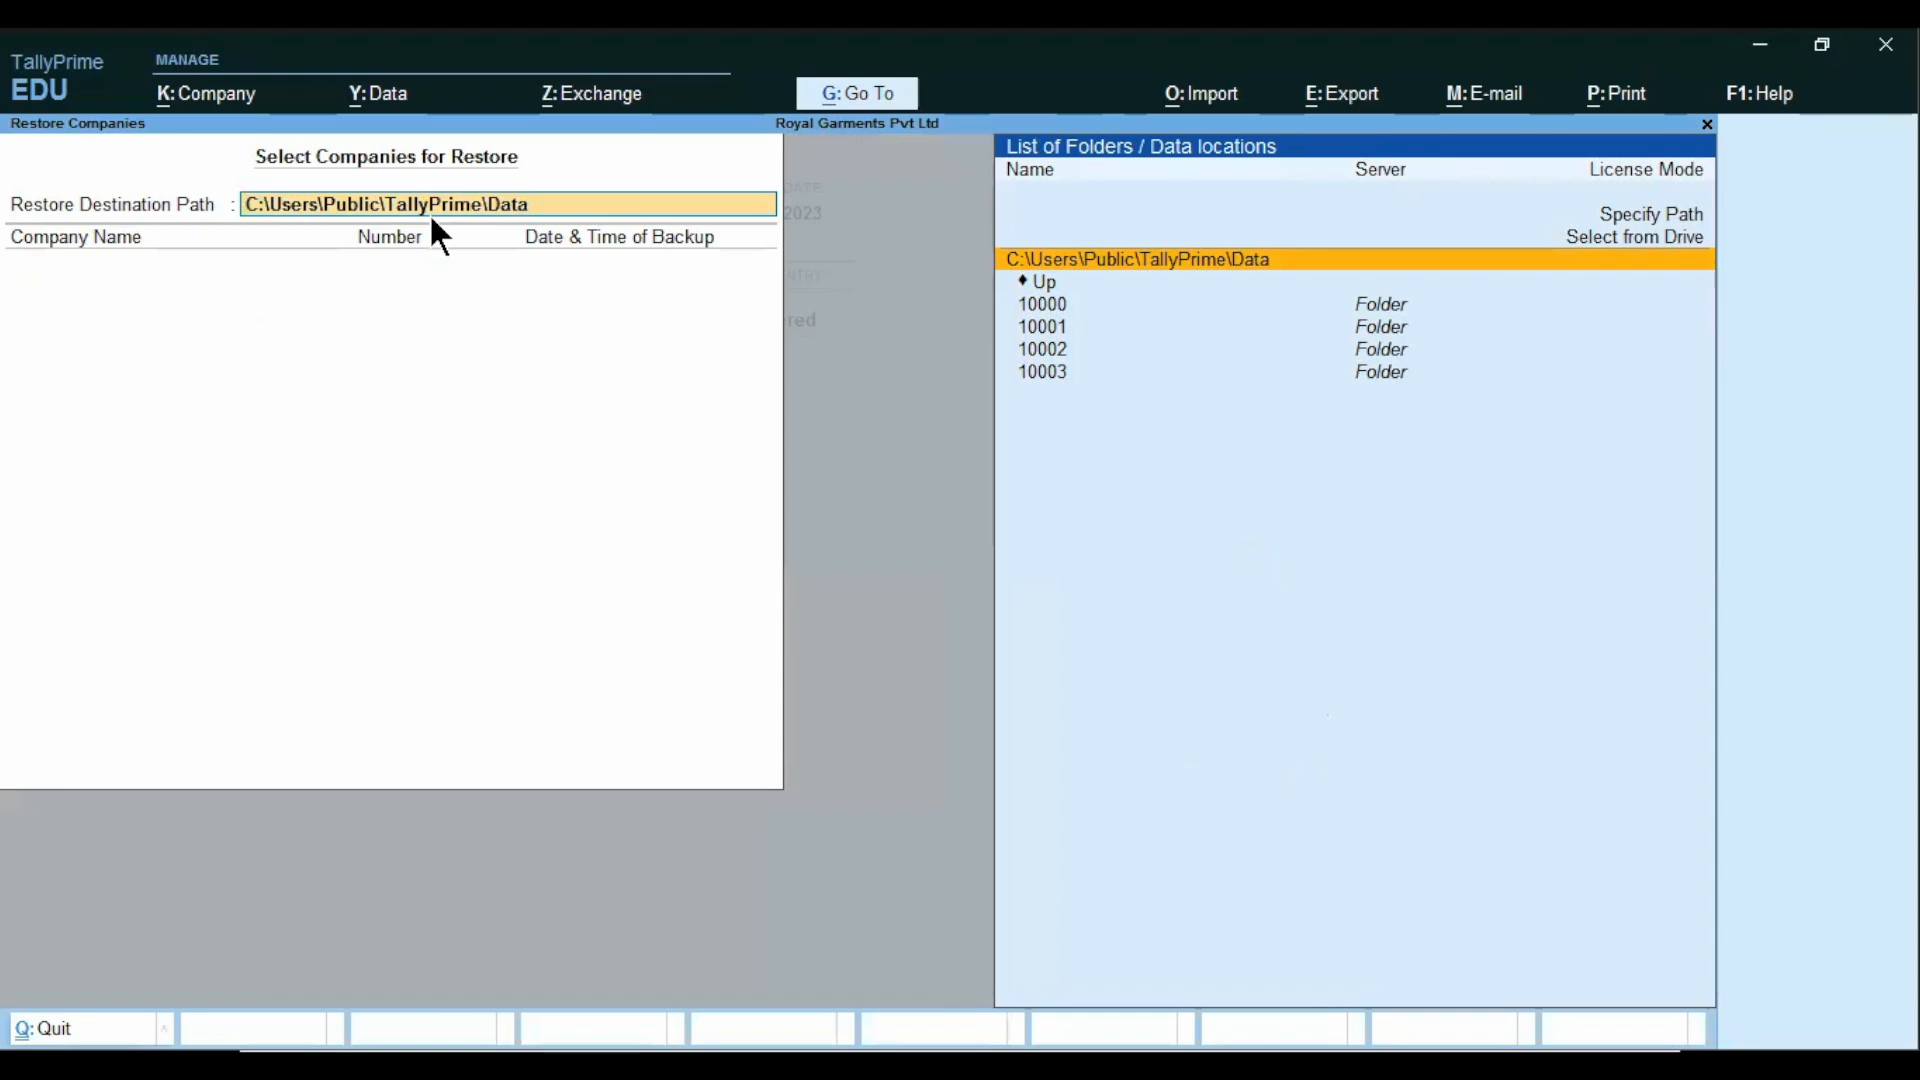 TallyPrime
EDU
MANAGE
K: Company
Y: Data
Z: Exchange
G: Go To
O: Import
E: Export
M: E-mail
P: Print
F1: Help
Restore Companies
Royal Garments Pvt Ltd
Select Companies for Restore
Restore Destination Path : C:\Users\Public\TallyPrime\Data
Company Name Number Date & Time of Backup
DATE
2023
NTRY
red
List of Folders / Data locations
Name Server License Mode
Specify Path
Select from Drive
C:\Users\Public\TallyPrime\Data
♦ Up
10000 Folder
10001 Folder
10002 Folder
10003 Folder
Q: Quit